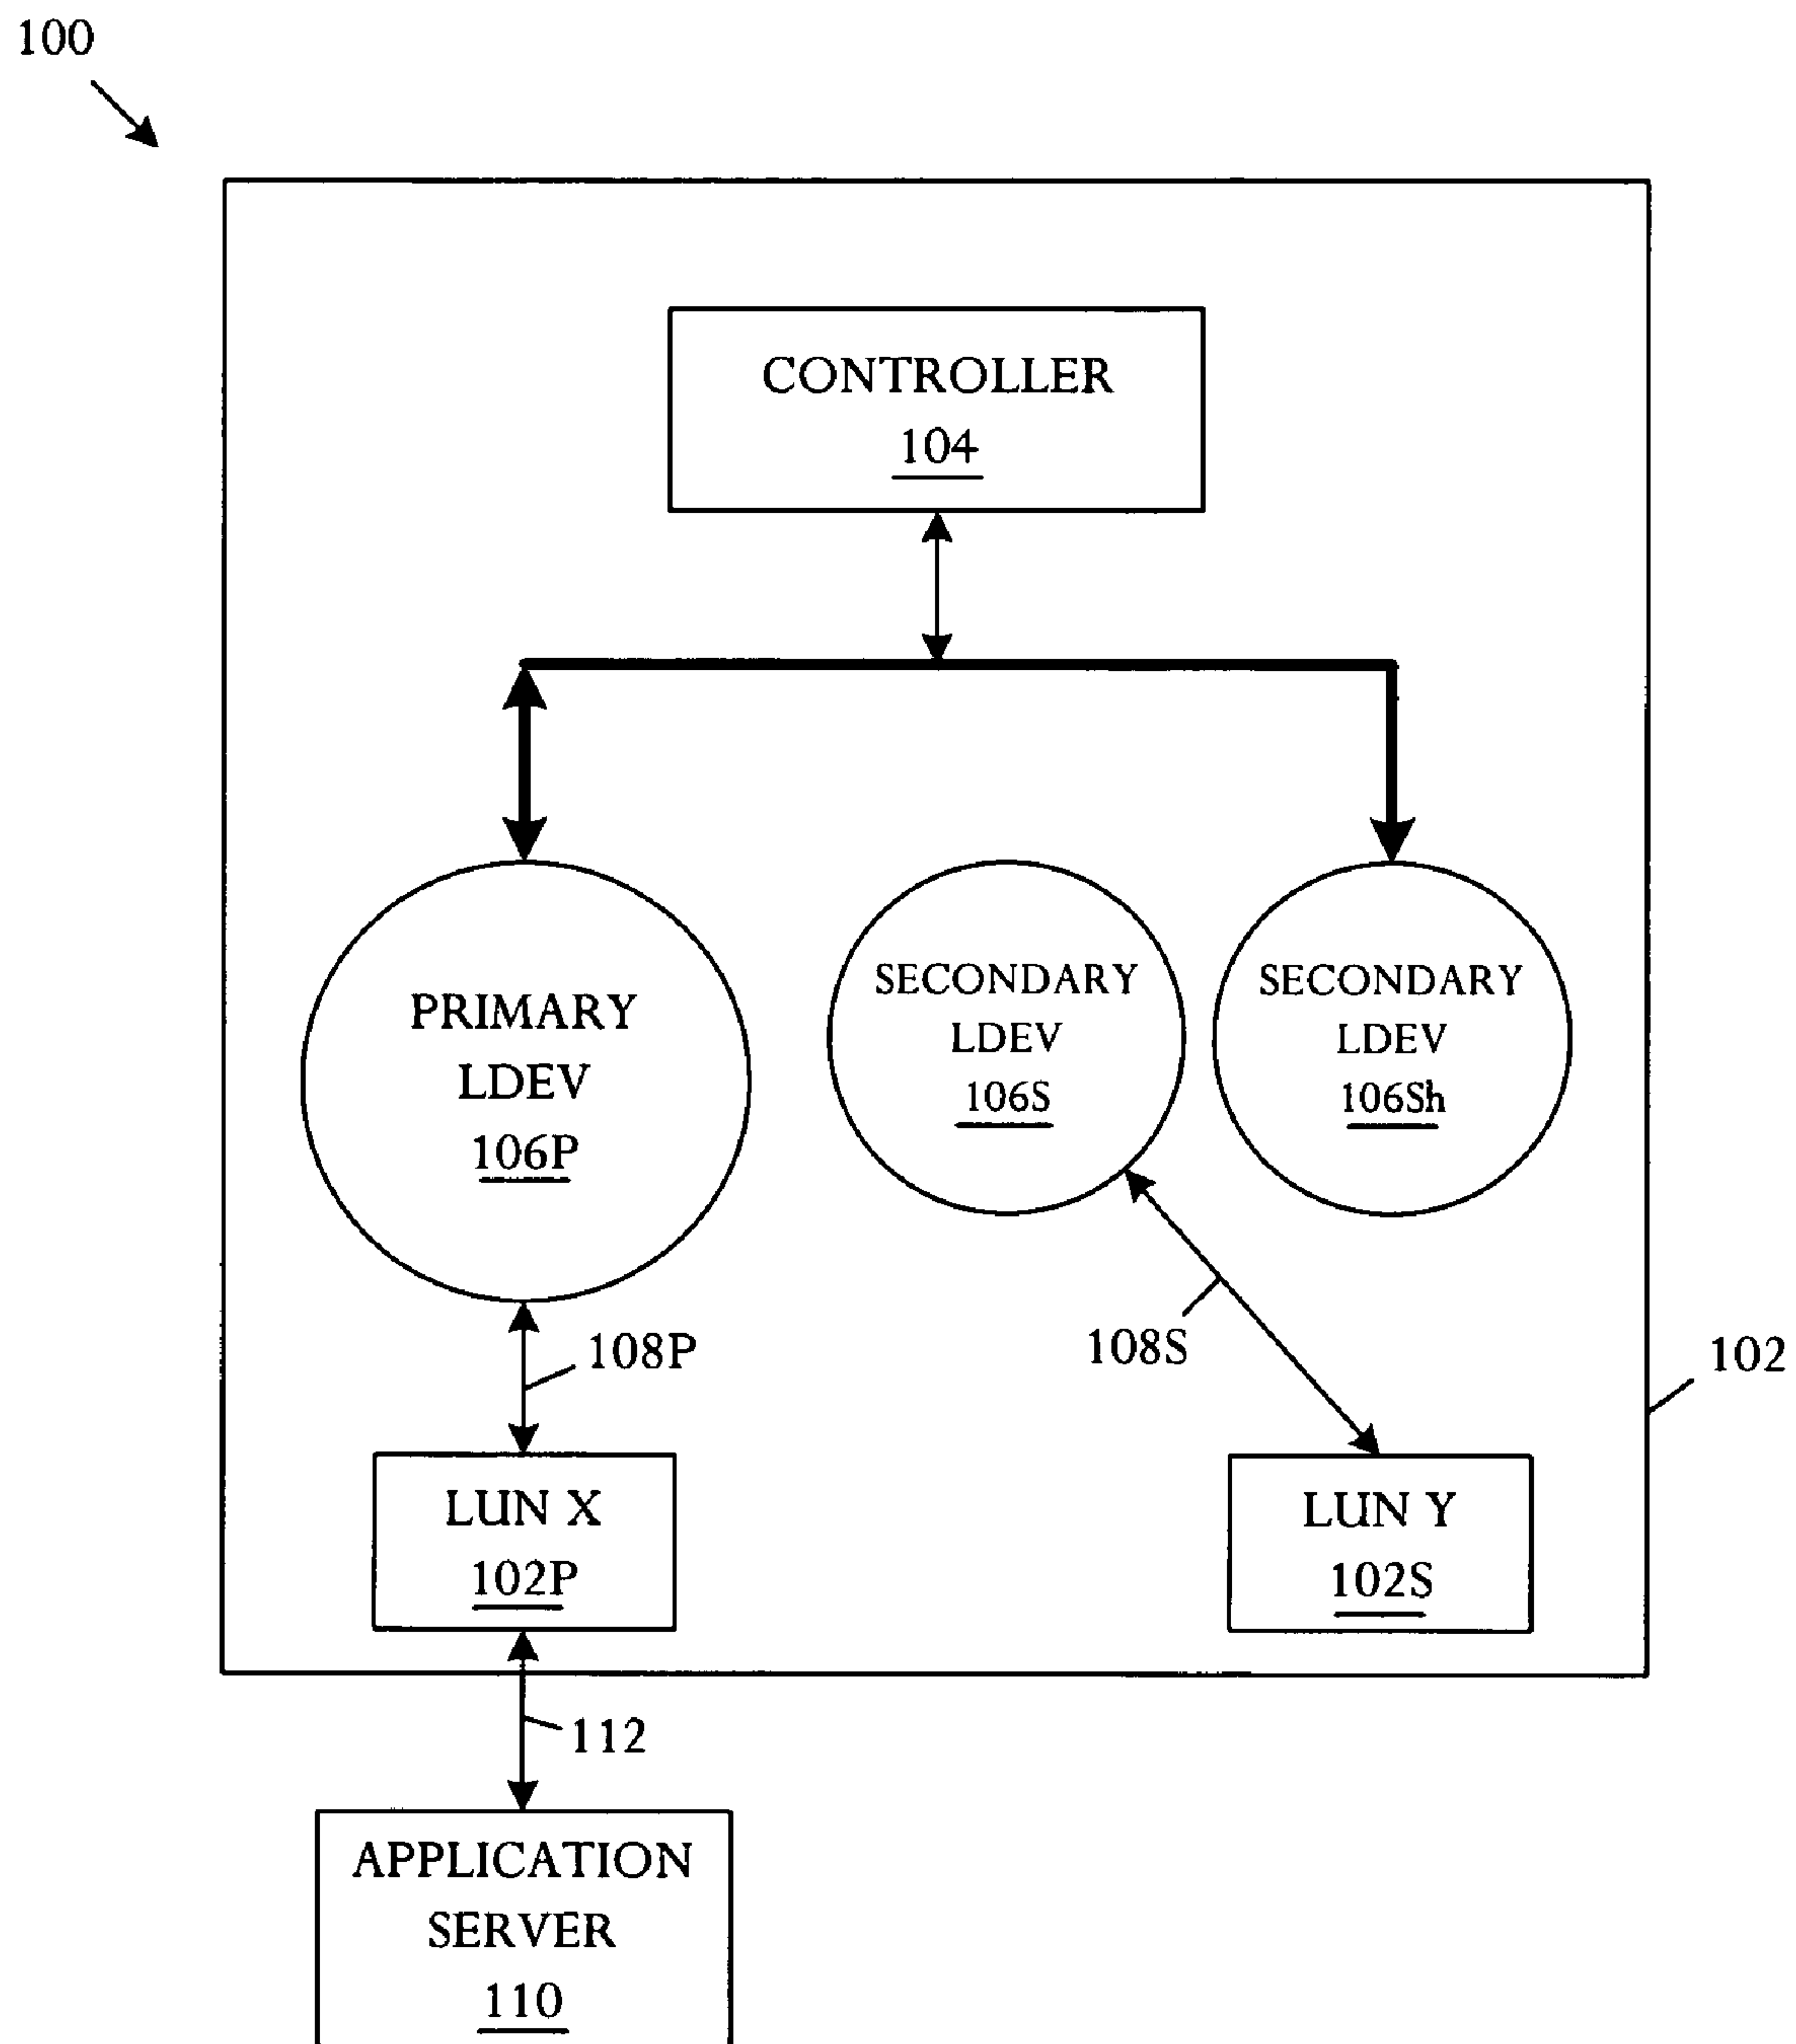 100
CONTROLLER
104
PRIMARY
LDEV
106P
SECONDARY
LDEV
106S
SECONDARY
LDEV
106Sh
108P
108S
102
LUN X
102P
LUN Y
102S
112
APPLICATION
SERVER
110